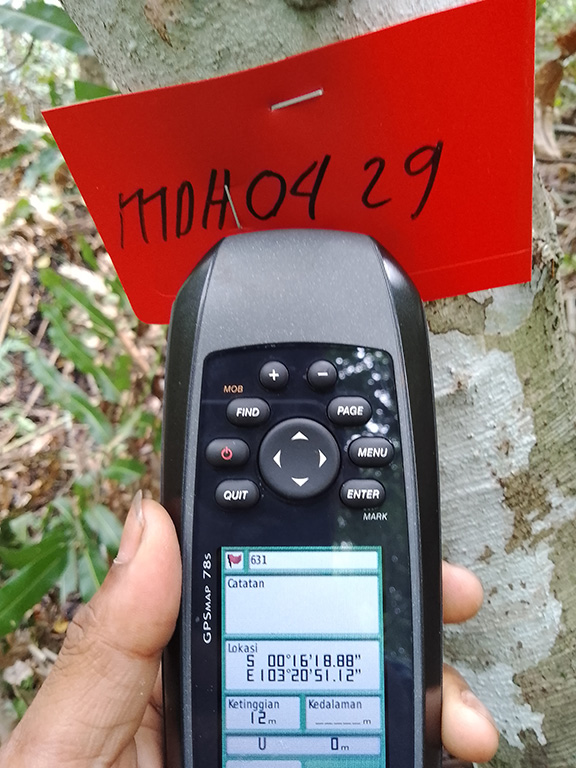 MDH04 29
+ −
MOB
FIND PAGE
MENU
QUIT ENTER
MARK
GPSMAP 78s
631
Catatan
Lokasi
S 00°16'18.88"
E103°20'51.12"
Ketinggian Kedalaman
12m _____m
U 0m